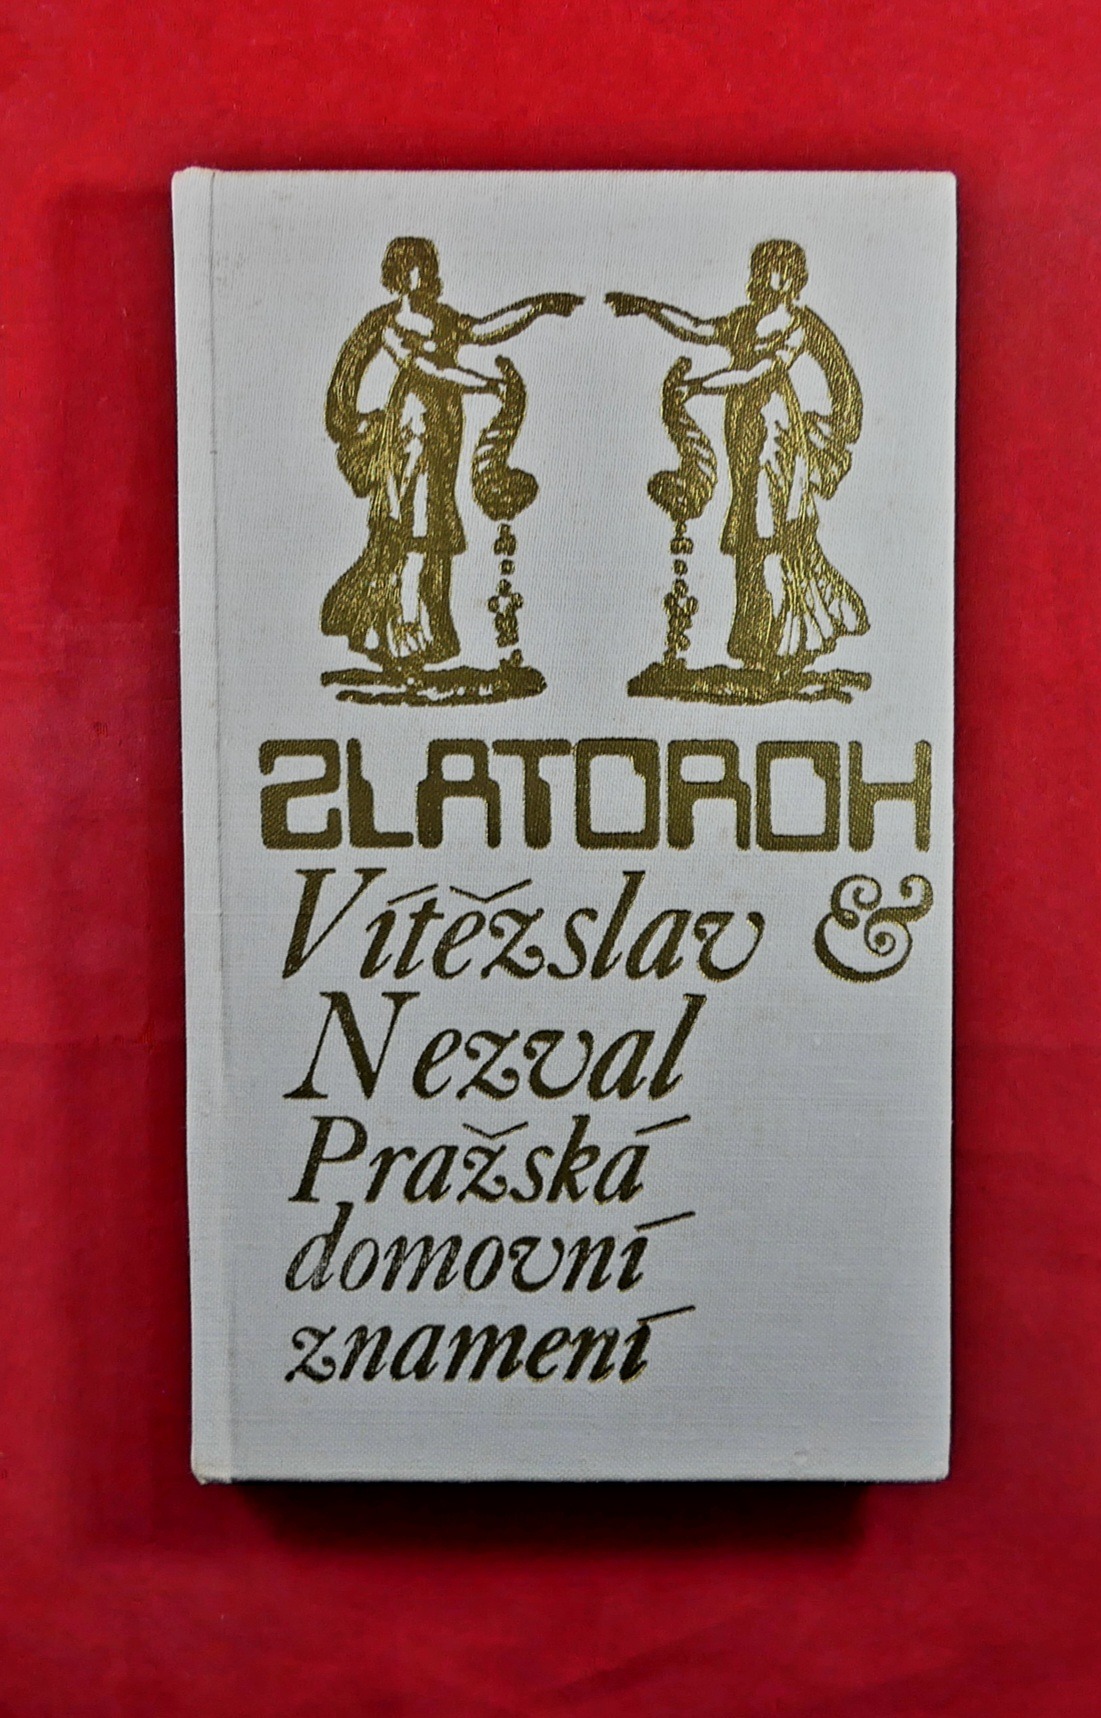 ZLATOROH
Vítězslav &
Nezval
Pražská
domovní
znamení